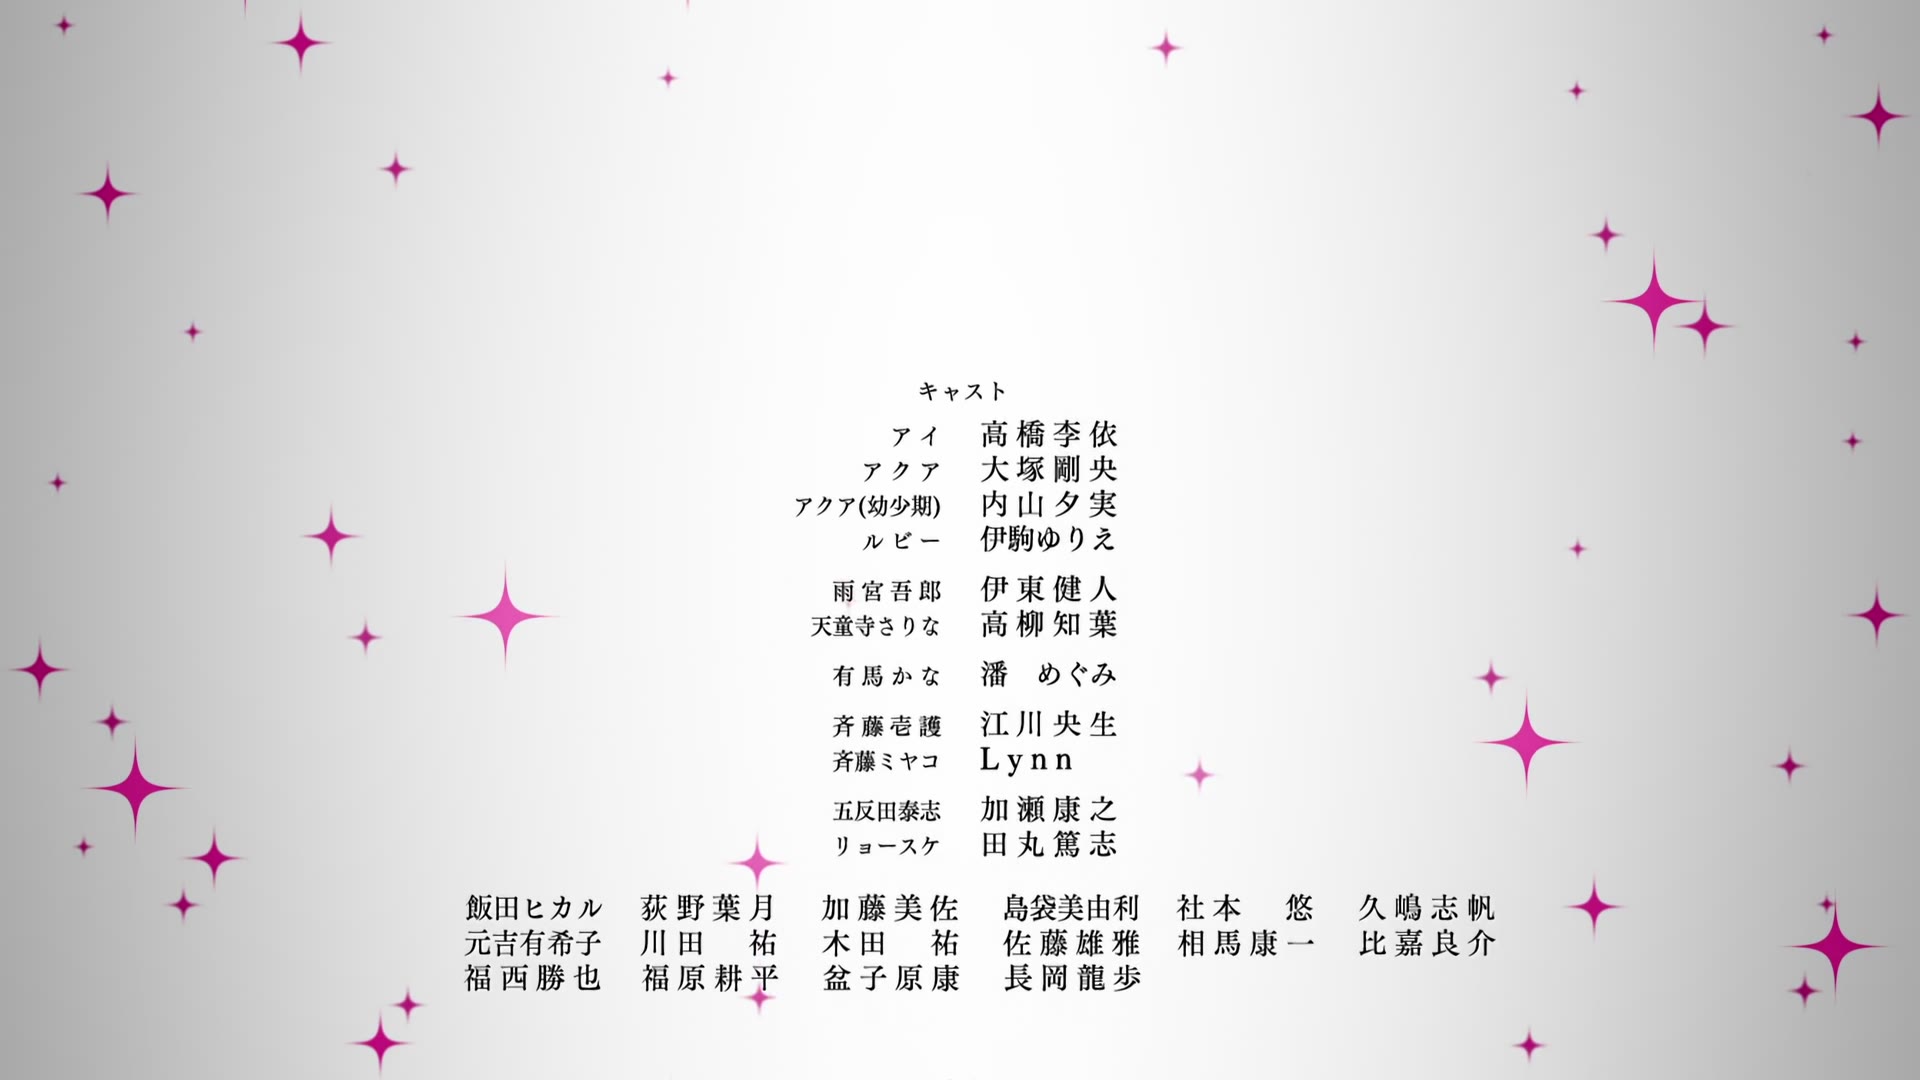 キャスト
アイ 高橋李依
アクア 大塚剛央
アクア(幼少期) 内山夕実
ルビー 伊駒ゆりえ
雨宮吾郎 伊東健人
天童寺さりな 高柳知葉
有馬かな 潘 めぐみ
斉藤壱護 江川央生
斉藤ミヤコ Lynn
五反田泰志 加瀬康之
リョースケ 田丸篤志
飯田ヒカル 荻野葉月 加藤美佐 島袋美由利 社本 悠 久嶋志帆
元吉有希子 川田 祐 木田 祐 佐藤雄雅 相馬康一 比嘉良介
福西勝也 福原耕平 盆子原康 長岡龍歩